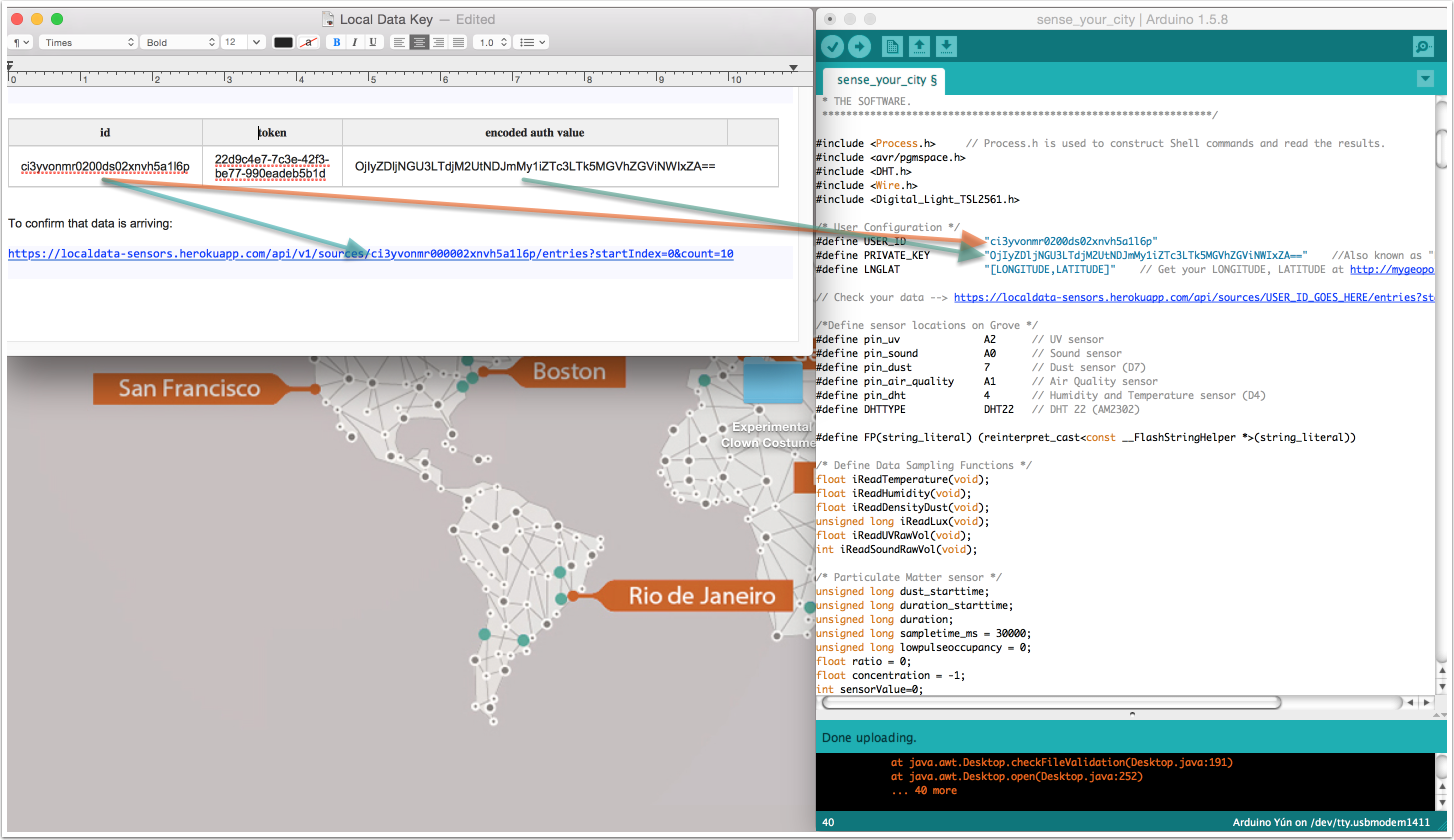 Local Data Key — Edited
¶
Times
Bold
12
a
B I U
1.0
0 1 2 3 4 5 6 7 8 9 10
id token encoded auth value
ci3yvonmr0200ds02xnvh5a1l6p
22d9c4e7-7c3e-42f3-
be77-990eadeb5b1d
OjIyZDljNGU3LTdjM2UtNDJmMy1iZTc3LTk5MGVhZGViNWIxZA==
To confirm that data is arriving:
https://localdata-sensors.herokuapp.com/api/v1/sources/ci3yvonmr000002xnvh5a1l6p/entries?startIndex=0&count=10
San Francisco
Boston
Experimental
Clown Costume
Rio de Janeiro
sense_your_city | Arduino 1.5.8
sense_your_city §
* THE SOFTWARE.
******************************************************************/
#include <Process.h> // Process.h is used to construct Shell commands and read the results.
#include <avr/pgmspace.h>
#include <DHT.h>
#include <Wire.h>
#include <Digital_Light_TSL2561.h>
/* User Configuration */
#define USER_ID "ci3yvonmr0200ds02xnvh5a1l6p"
#define PRIVATE_KEY "OjIyZDljNGU3LTdjM2UtNDJmMy1iZTc3LTk5MGVhZGViNWIxZA==" //Also known as "
#define LNGLAT "[LONGITUDE,LATITUDE]" // Get your LONGITUDE, LATITUDE at http://mygeopo
// Check your data --> https://localdata-sensors.herokuapp.com/api/sources/USER_ID_GOES_HERE/entries?st
/*Define sensor locations on Grove */
#define pin_uv A2 // UV sensor
#define pin_sound A0 // Sound sensor
#define pin_dust 7 // Dust sensor (D7)
#define pin_air_quality A1 // Air Quality sensor
#define pin_dht 4 // Humidity and Temperature sensor (D4)
#define DHTTYPE DHT22 // DHT 22 (AM2302)
#define FP(string_literal) (reinterpret_cast<const __FlashStringHelper *>(string_literal))
/* Define Data Sampling Functions */
float iReadTemperature(void);
float iReadHumidity(void);
float iReadDensityDust(void);
unsigned long iReadLux(void);
float iReadUVRawVol(void);
int iReadSoundRawVol(void);
/* Particulate Matter sensor */
unsigned long dust_starttime;
unsigned long duration_starttime;
unsigned long duration;
unsigned long sampletime_ms = 30000;
unsigned long lowpulseoccupancy = 0;
float ratio = 0;
float concentration = -1;
int sensorValue=0;
Done uploading.
at java.awt.Desktop.checkFileValidation(Desktop.java:191)
at java.awt.Desktop.open(Desktop.java:252)
... 40 more
40
Arduino Yún on /dev/tty.usbmodem1411